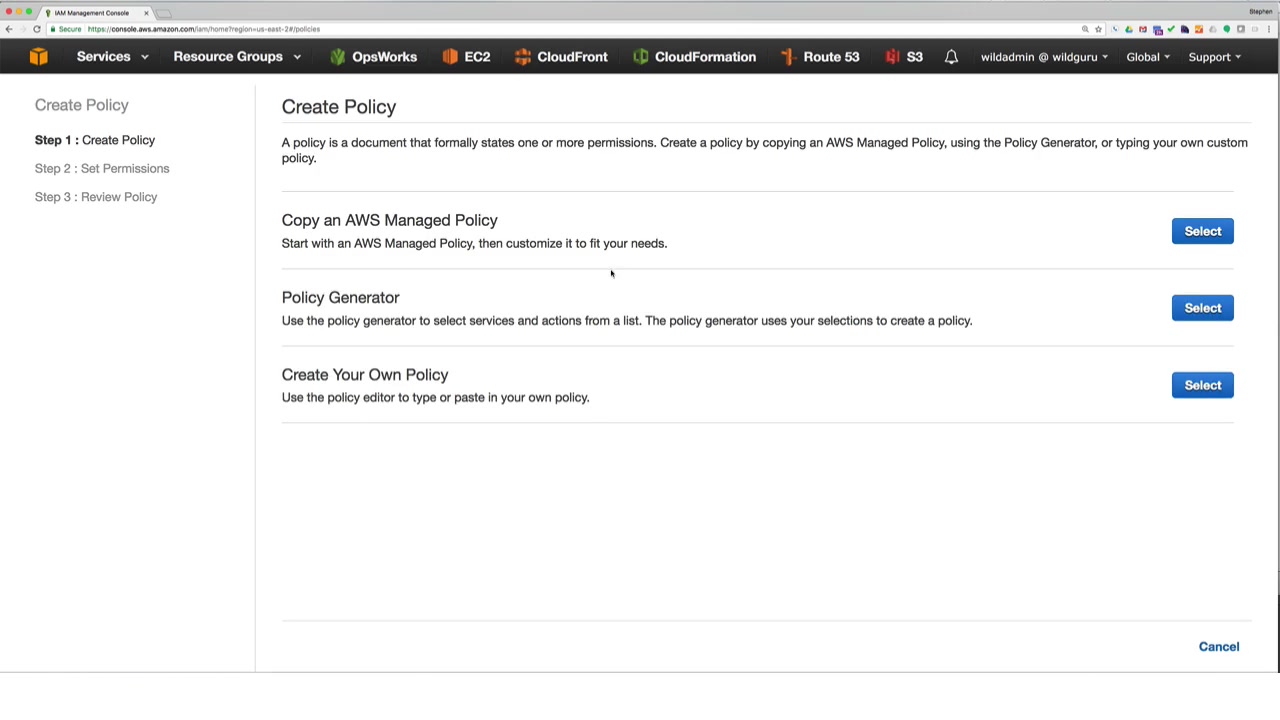 IAM Management Console
Stephen
Secure https://console.aws.amazon.com/iam/home?region=us-east-2#/policies
Services Resource Groups OpsWorks EC2 CloudFront CloudFormation Route 53 S3 wildadmin @ wildguru Global Support
Create Policy
Step 1 : Create Policy
Step 2 : Set Permissions
Step 3 : Review Policy
Create Policy
A policy is a document that formally states one or more permissions. Create a policy by copying an AWS Managed Policy, using the Policy Generator, or typing your own custom
policy.
Copy an AWS Managed Policy
Start with an AWS Managed Policy, then customize it to fit your needs.
Select
Policy Generator
Use the policy generator to select services and actions from a list. The policy generator uses your selections to create a policy.
Select
Create Your Own Policy
Use the policy editor to type or paste in your own policy.
Select
Cancel